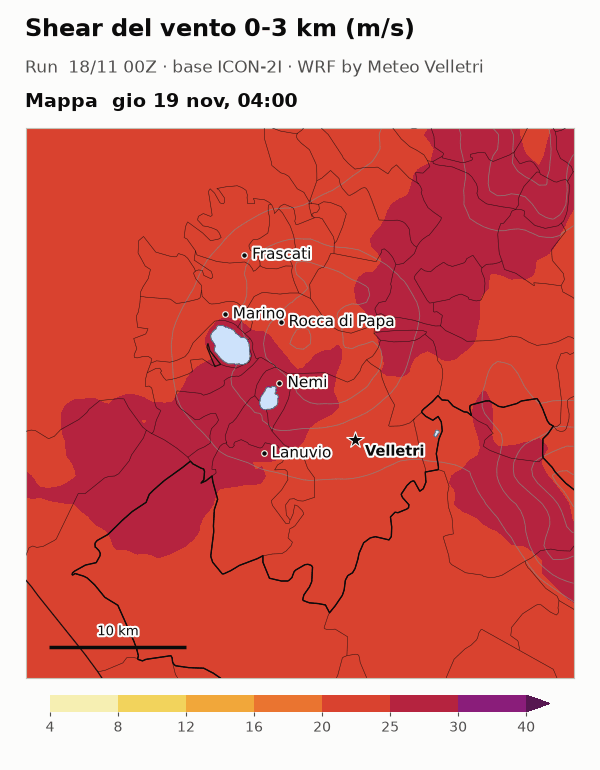 Shear del vento 0-3 km (m/s)
Run 18/11 00Z · base ICON-2I · WRF by Meteo Velletri
Mappa gio 19 nov, 04:00
Frascati
Marino
Rocca di Papa
Nemi
Velletri
Lanuvio
10 km
4 8 12 16 20 25 30 40